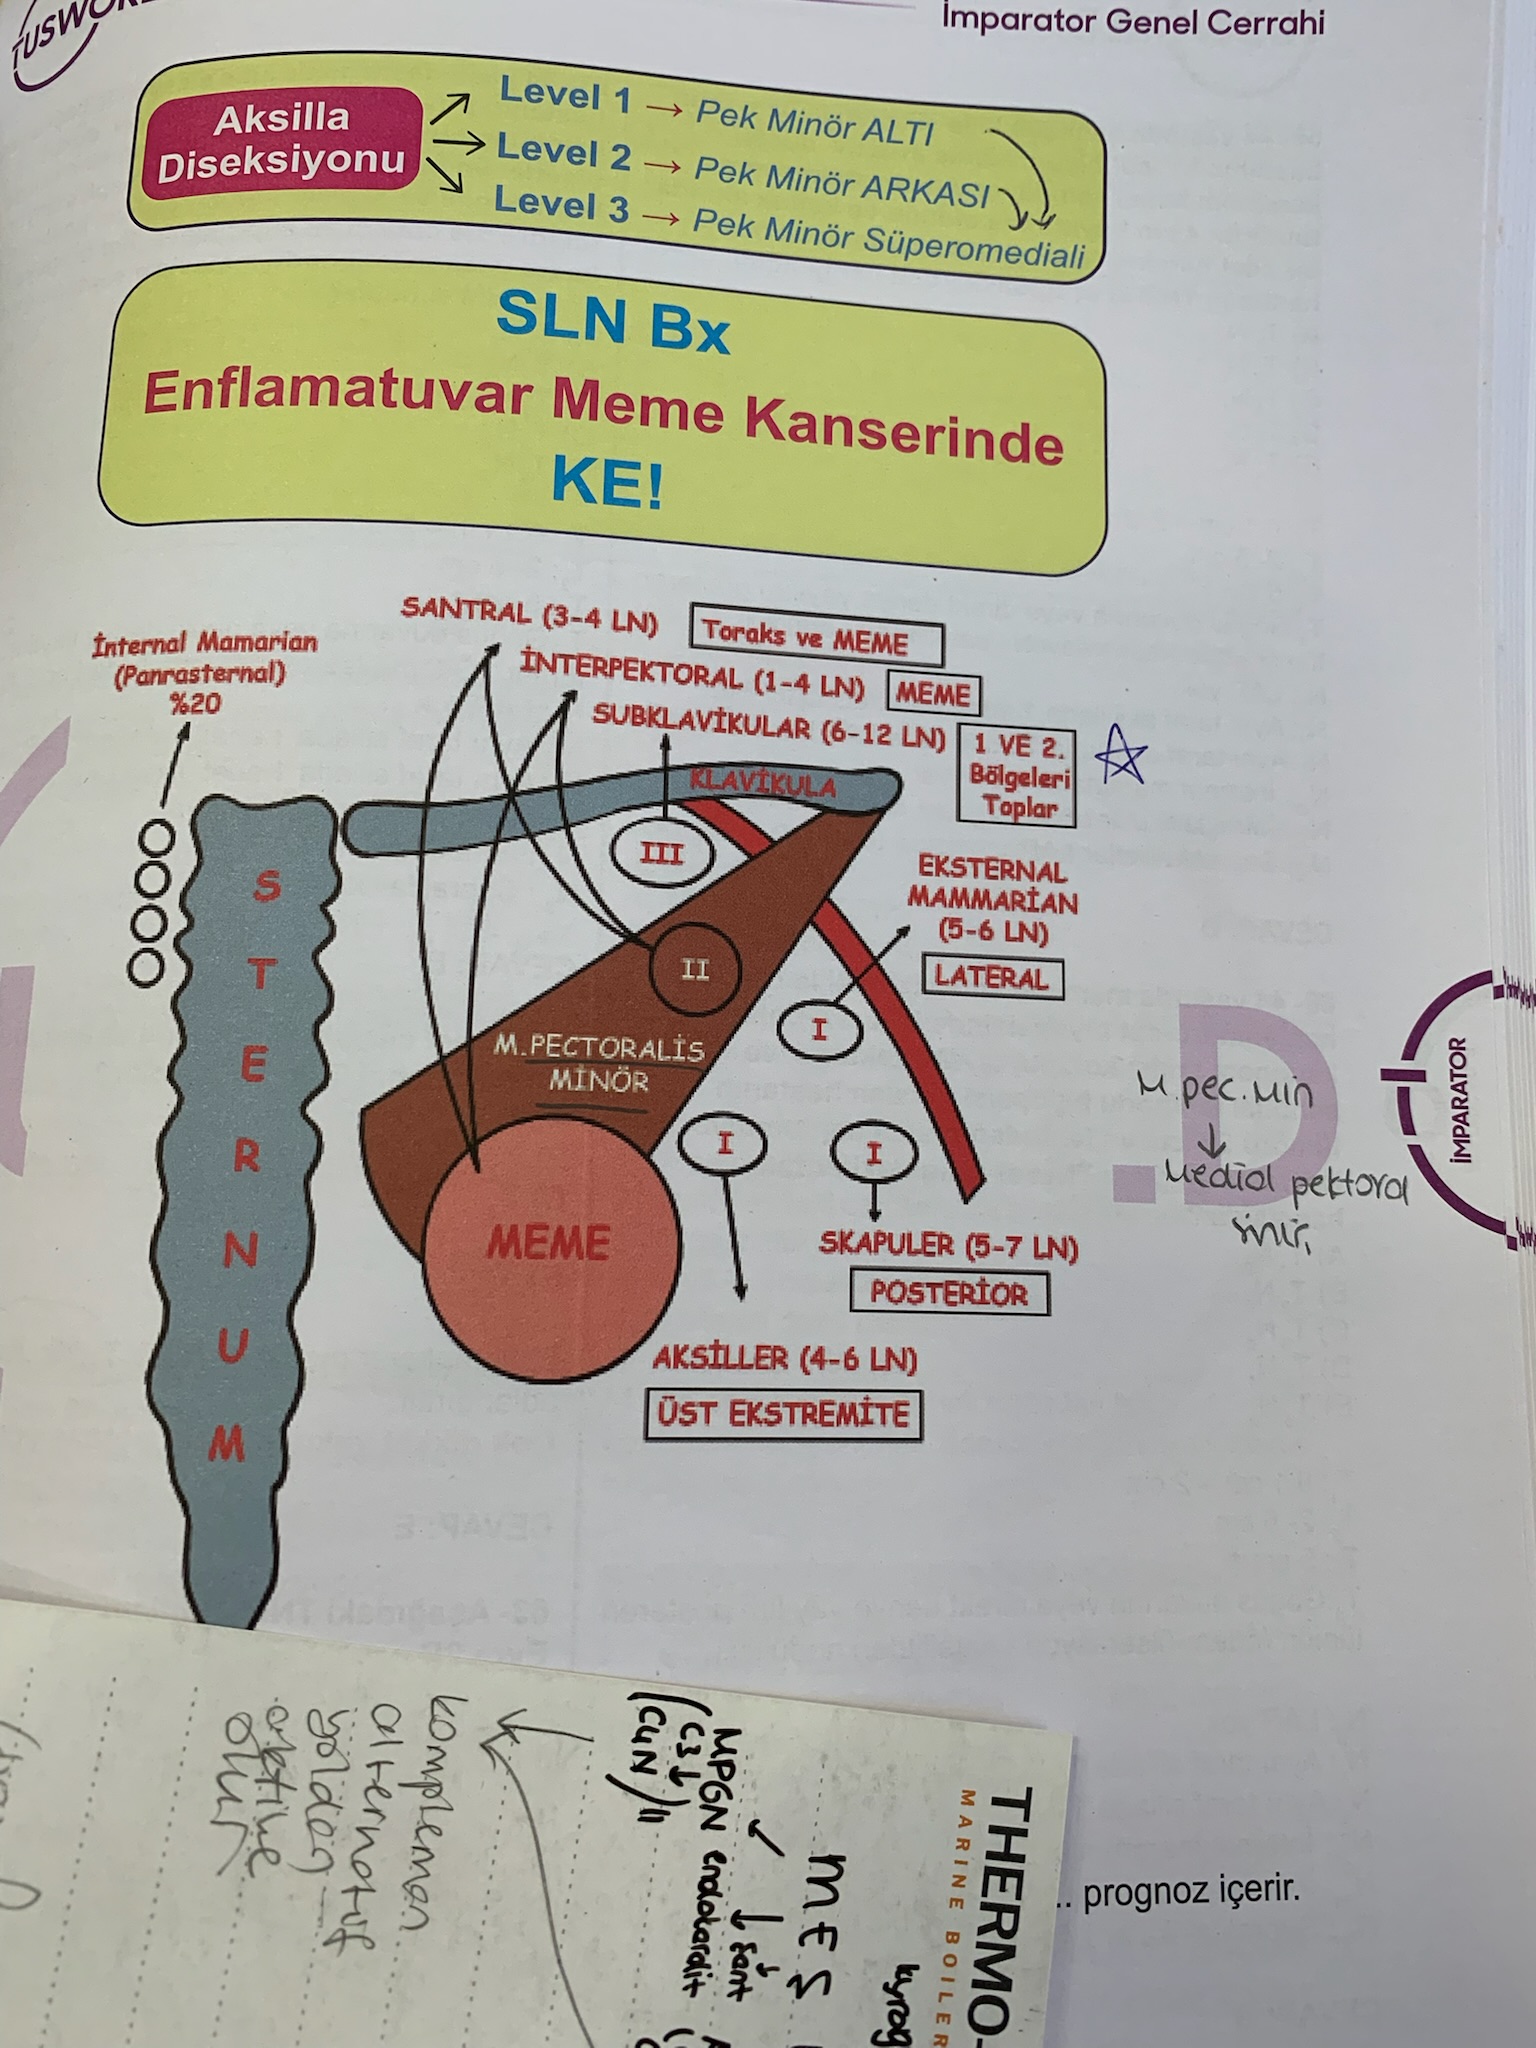 TUSWOR
İmparator Genel Cerrahi
Aksilla
Diseksiyonu
Level 1 → Pek Minör ALTI
Level 2 → Pek Minör ARKASI
Level 3 → Pek Minör Süperomediali
SLN Bx
Enflamatuvar Meme Kanserinde
KE!
İnternal Mamarian
(Panrasternal)
%20
SANTRAL (3-4 LN) Toraks ve MEME
İNTERPEKTORAL (1-4 LN) MEME
SUBKLAVİKULAR (6-12 LN)
1 VE 2.
Bölgeleri
Toplar
KLAVİKULA
III
STERNUM
EKSTERNAL
MAMMARİAN
(5-6 LN)
LATERAL
II
I
M.PECTORALİS
MİNÖR
I
I
MEME
SKAPULER (5-7 LN)
POSTERİOR
AKSİLLER (4-6 LN)
ÜST EKSTREMİTE
M.pec.Min
↓
Medial pektoral
sinir
D.
İMPARATOR
.. prognoz içerir.
THERMO-
MARINE BOILER
MPGN endokardit
(C3↓)
C4N
↓ şant
kompleman
alternatif
yoldan
aktive
olur